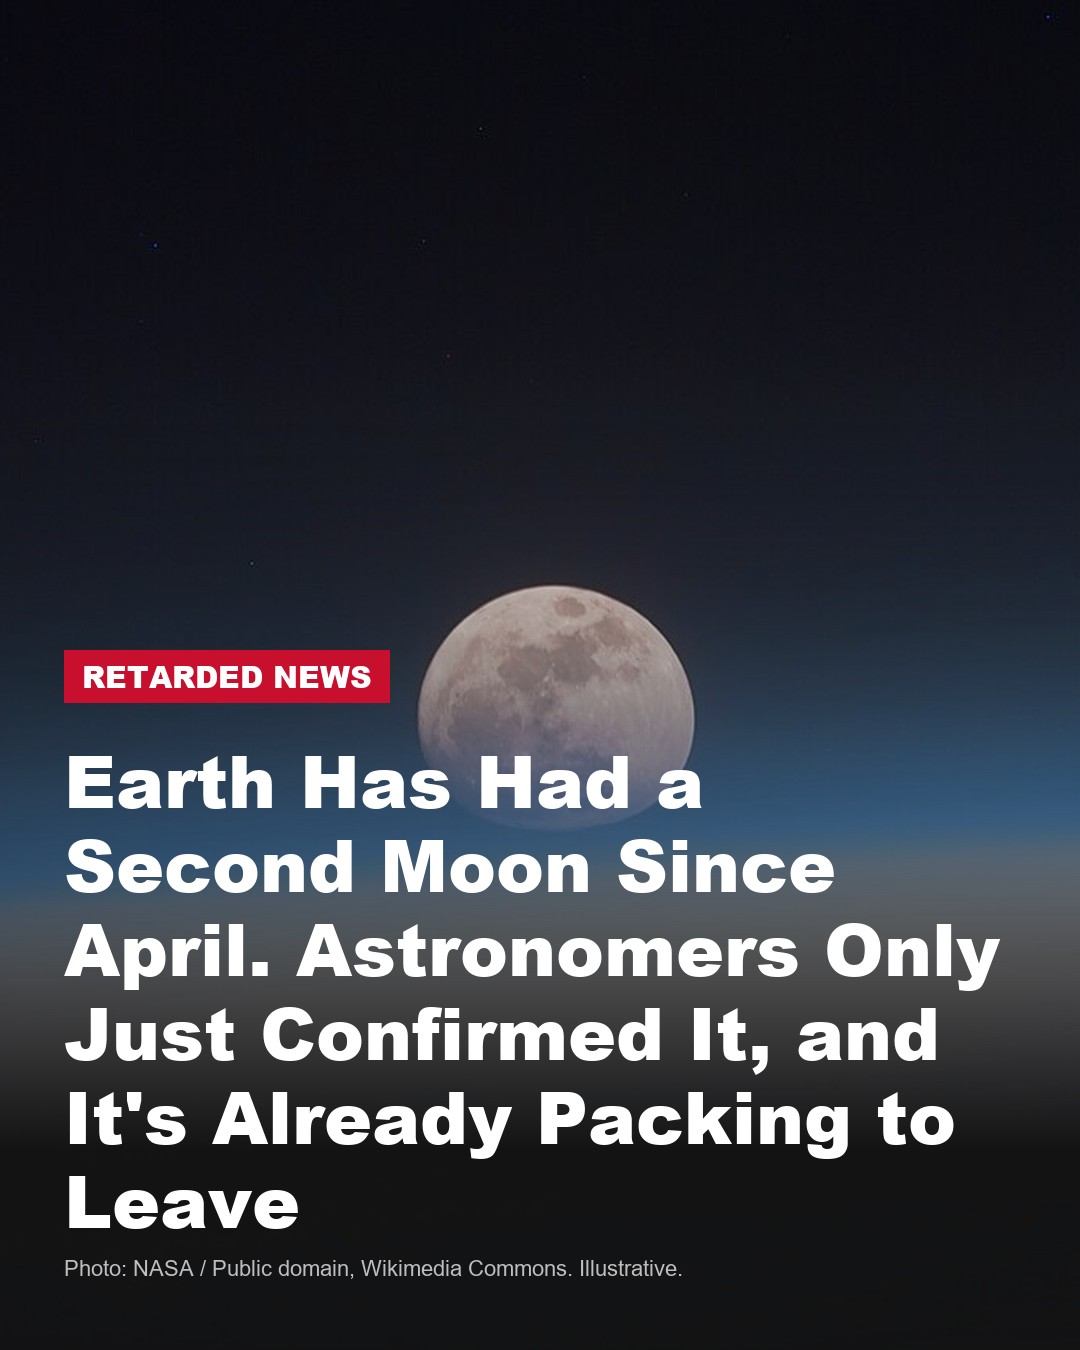 RETARDED NEWS
Earth Has Had a
Second Moon Since
April. Astronomers Only
Just Confirmed It, and
It's Already Packing to
Leave
Photo: NASA / Public domain, Wikimedia Commons. Illustrative.